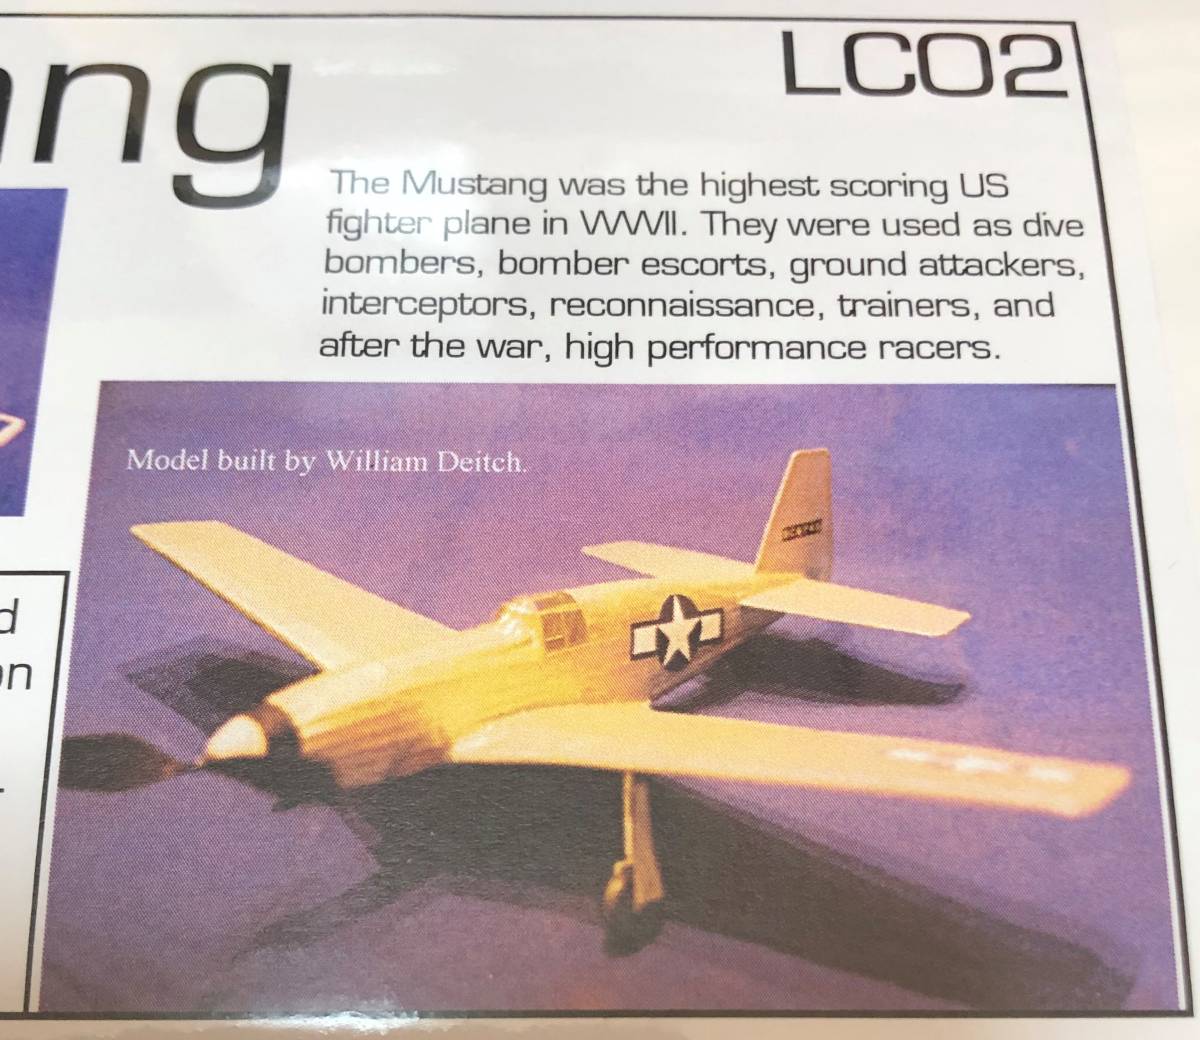 LC02
The Mustang was the highest scoring US
fighter plane in WWII. They were used as dive
bombers, bomber escorts, ground attackers,
interceptors, reconnaissance, trainers, and
after the war, high performance racers.
Model built by William Deitch.